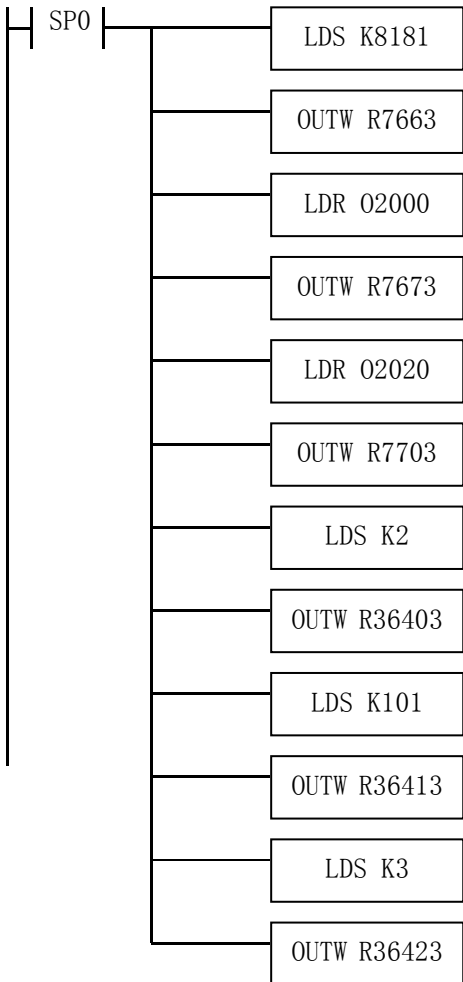 SP0
LDS K8181
OUTW R7663
LDR O2000
OUTW R7673
LDR O2020
OUTW R7703
LDS K2
OUTW R36403
LDS K101
OUTW R36413
LDS K3
OUTW R36423